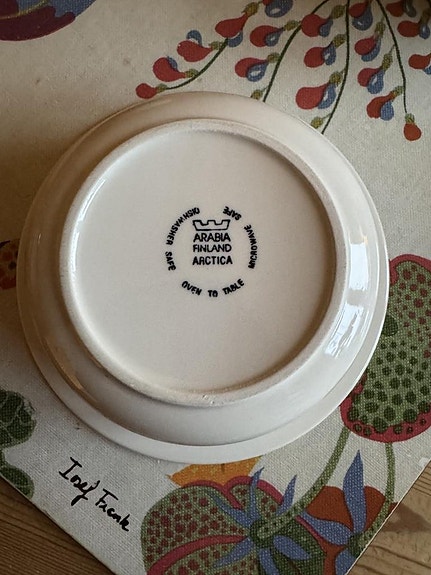 DISHWASHER SAFE
MICROWAVE SAFE
ARABIA
FINLAND
ARCTICA
OVEN TO TABLE
Josef Frank